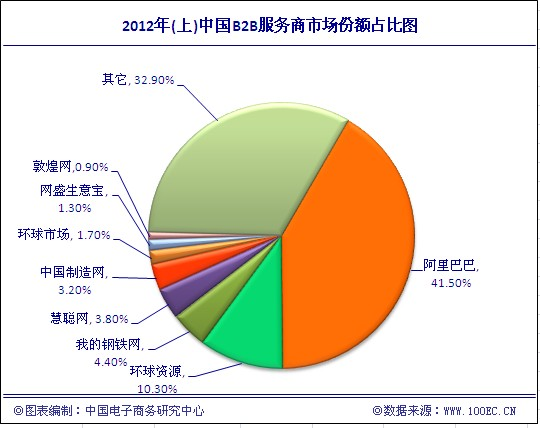 2012年(上)中国B2B服务商市场份额占比图
其它, 32.90%
敦煌网,0.90%
网盛生意宝,
1.30%
环球市场, 1.70%
中国制造网,
3.20%
慧聪网, 3.80%
我的钢铁网,
4.40%
环球资源,
10.30%
阿里巴巴,
41.50%
©图表编制：中国电子商务研究中心
©数据来源：WWW.100EC.CN